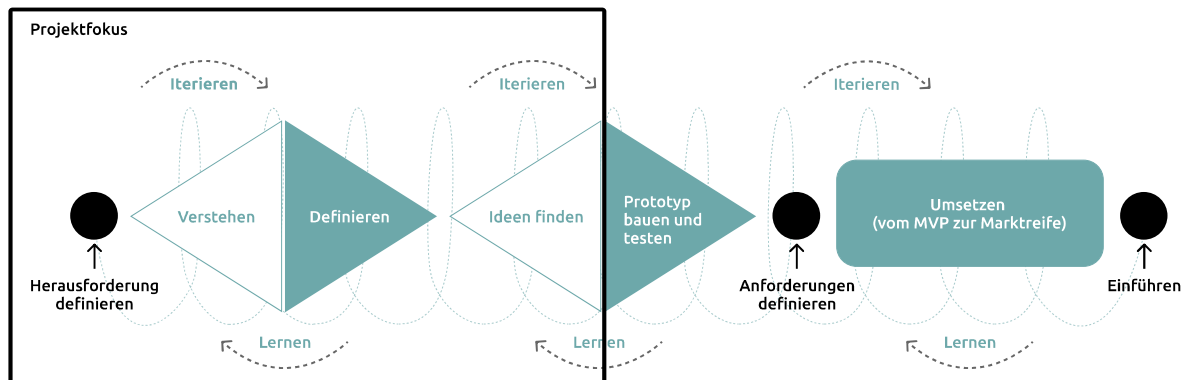 Projektfokus
Iterieren
Iterieren
Iterieren
Verstehen
Definieren
Ideen finden
Prototyp
bauen und
testen
Umsetzen
(vom MVP zur Marktreife)
Herausforderung
definieren
Anforderungen
definieren
Einführen
Lernen
Lernen
Lernen